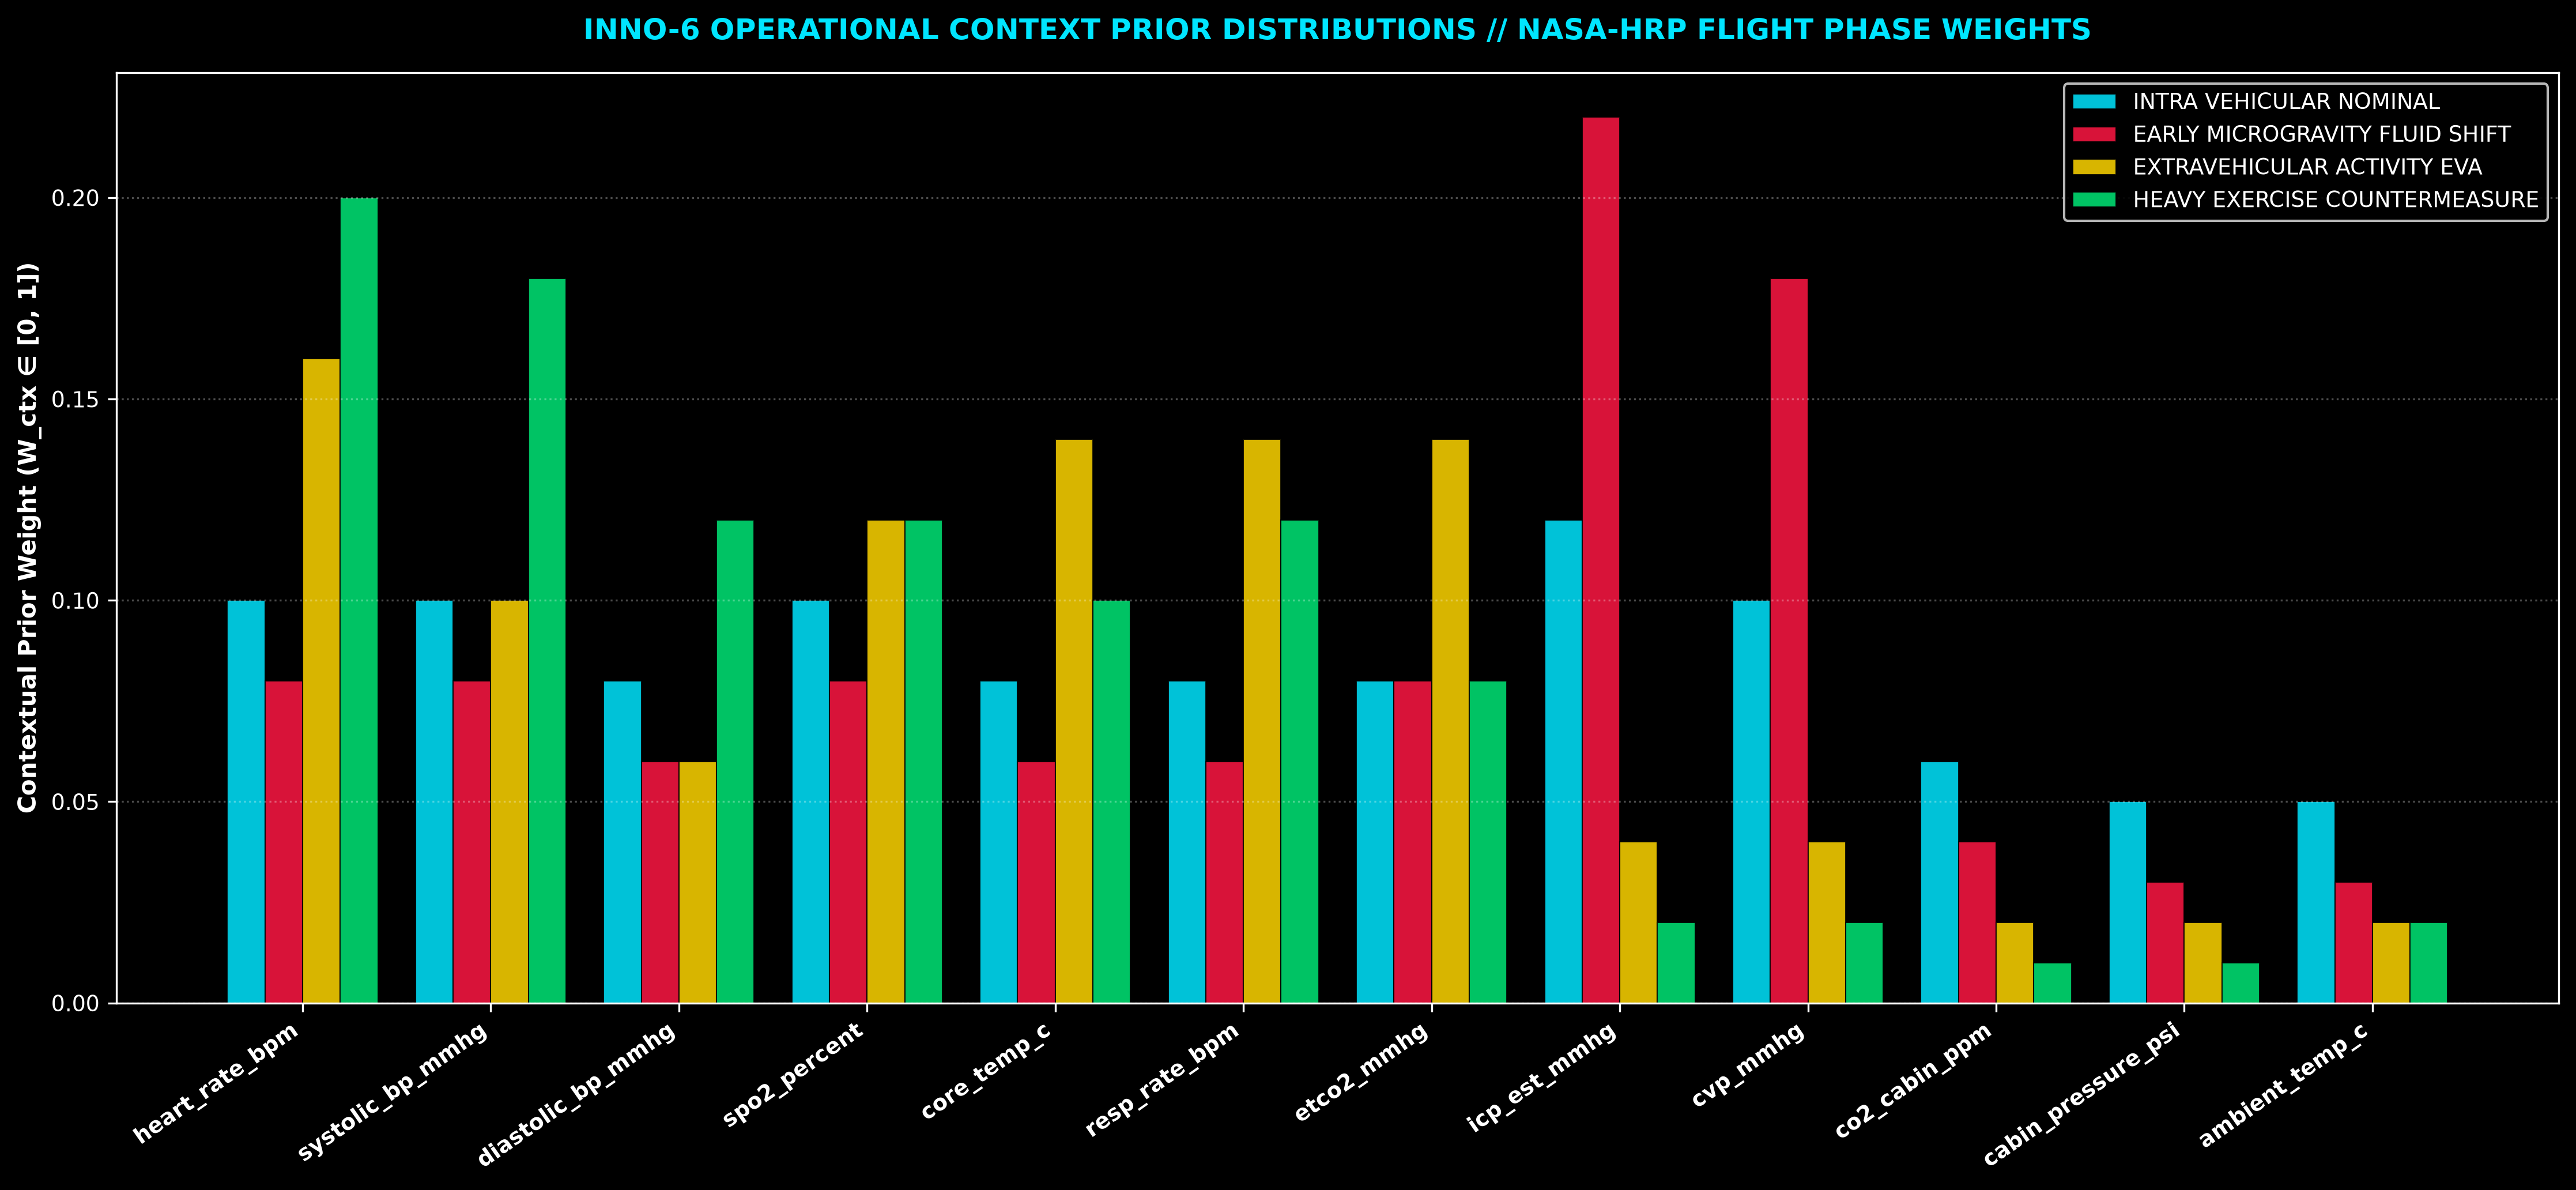 INNO-6 OPERATIONAL CONTEXT PRIOR DISTRIBUTIONS // NASA-HRP FLIGHT PHASE WEIGHTS
INTRA VEHICULAR NOMINAL
EARLY MICROGRAVITY FLUID SHIFT
EXTRAVEHICULAR ACTIVITY EVA
HEAVY EXERCISE COUNTERMEASURE
Contextual Prior Weight (W_ctx ∈ [0, 1])
0.20
0.15
0.10
0.05
0.00
heart_rate_bpm
systolic_bp_mmhg
diastolic_bp_mmhg
spo2_percent
core_temp_c
resp_rate_bpm
etco2_mmhg
icp_est_mmhg
cvp_mmhg
co2_cabin_ppm
cabin_pressure_psi
ambient_temp_c